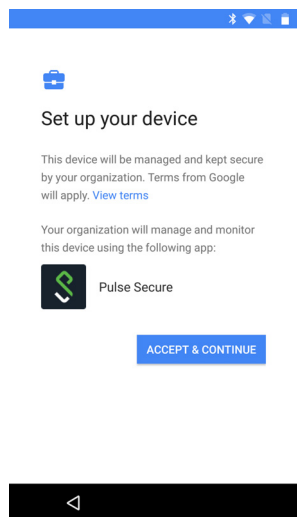 Set up your device
This device will be managed and kept secure
by your organization. Terms from Google
will apply. View terms
Your organization will manage and monitor
this device using the following app:
Pulse Secure
ACCEPT & CONTINUE